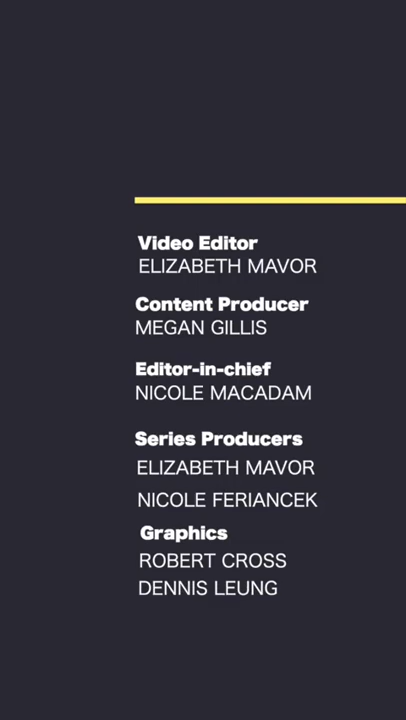 Video Editor
ELIZABETH MAVOR
Content Producer
MEGAN GILLIS
Editor-in-chief
NICOLE MACADAM
Series Producers
ELIZABETH MAVOR
NICOLE FERIANCEK
Graphics
ROBERT CROSS
DENNIS LEUNG